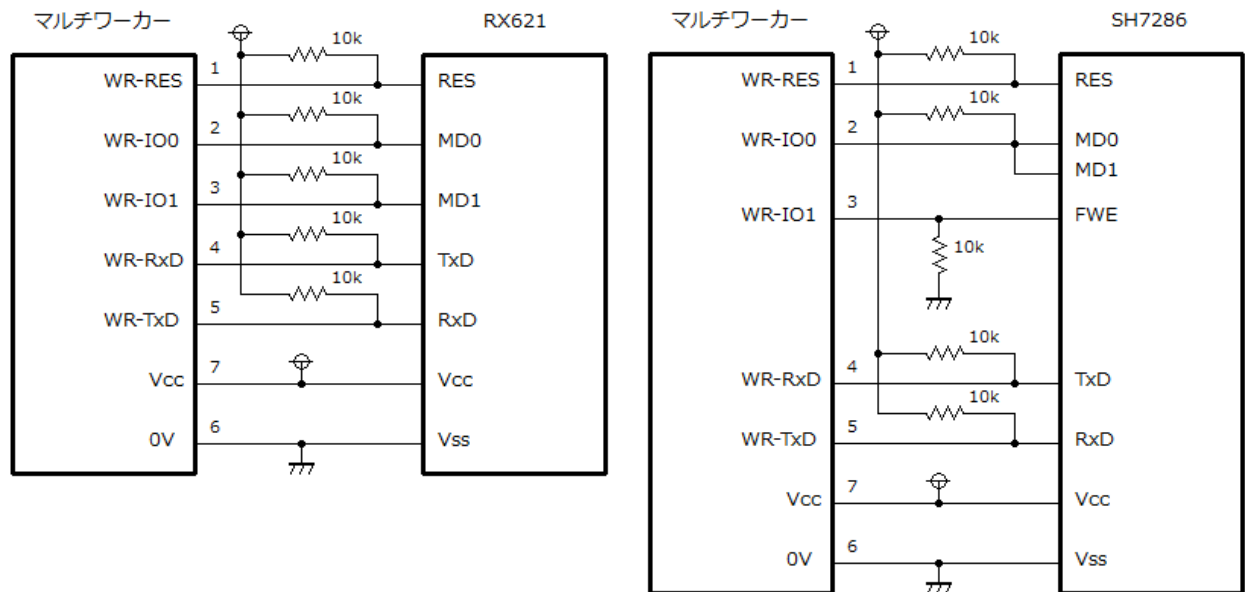 マルチワーカー
RX621
10k
WR-RES 1 RES
10k
WR-IO0 2 MD0
10k
WR-IO1 3 MD1
10k
WR-RxD 4 TxD
10k
WR-TxD 5 RxD
Vcc 7 Vcc
0V 6 Vss
マルチワーカー
SH7286
10k
WR-RES 1 RES
10k
WR-IO0 2 MD0
MD1
WR-IO1 3 FWE
10k
10k
WR-RxD 4 TxD
10k
WR-TxD 5 RxD
Vcc 7 Vcc
0V 6 Vss